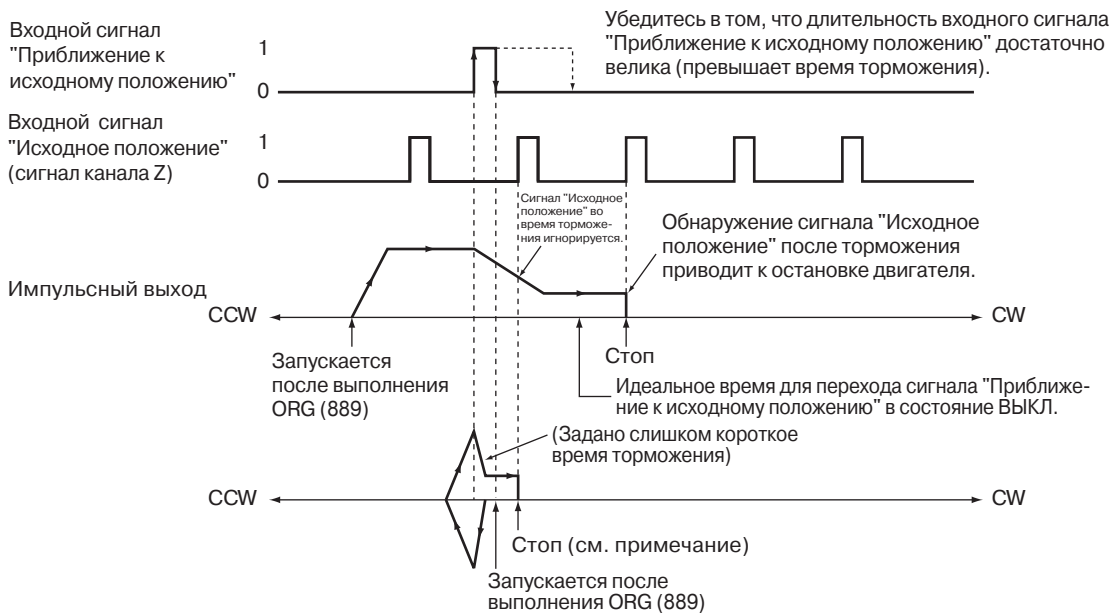 Входной сигнал
"Приближение к
исходному положению"
1
0
Убедитесь в том, что длительность входного сигнала
"Приближение к исходному положению" достаточно
велика (превышает время торможения).
Входной сигнал
"Исходное положение"
(сигнал канала Z)
1
0
Сигнал "Исходное
положение" во
время торможе-
ния игнорируется.
Обнаружение сигнала "Исходное
положение" после торможения
приводит к остановке двигателя.
Импульсный выход
CCW
CW
Запускается
после выполнения
ORG (889)
Стоп
Идеальное время для перехода сигнала "Приближе-
ние к исходному положению" в состояние ВЫКЛ.
(Задано слишком короткое
время торможения)
CCW
CW
Стоп (см. примечание)
Запускается после
выполнения ORG (889)